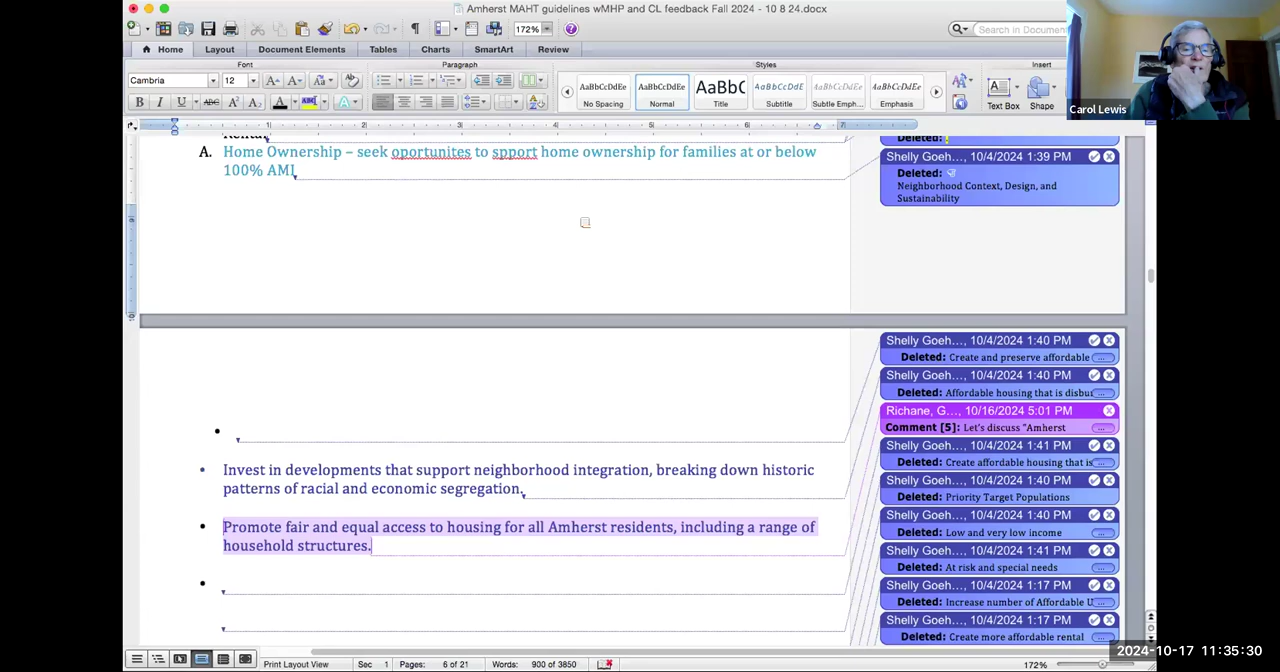 Amherst MAHT guidelines wMHP and CL feedback Fall 2024 - 10 8 24.docx
172%
Search in Documen
Home Layout Document Elements Tables Charts SmartArt Review
Font Paragraph Styles Insert
Cambria 12
AaBbCcDdEe AaBbCcDdEe AaBbC AaBbCcDdE AaBbCcDdEe AaBbCcDdEe
No Spacing Normal Title Subtitle Subtle Emph... Emphasis Text Box Shape
Carol Lewis
A. Home Ownership – seek oportunites to spport home ownership for families at or below
100% AMI
Deleted:
Shelly Goeh..., 10/4/2024 1:39 PM
Deleted:
Neighborhood Context, Design, and
Sustainability
Shelly Goeh..., 10/4/2024 1:40 PM
Deleted: Create and preserve affordable
Shelly Goeh..., 10/4/2024 1:40 PM
Deleted: Affordable housing that is disbu
Richane, G..., 10/16/2024 5:01 PM
Comment [5]: Let's discuss "Amherst
Shelly Goeh..., 10/4/2024 1:41 PM
Deleted: Create affordable housing that is
Shelly Goeh..., 10/4/2024 1:40 PM
Deleted: Priority Target Populations
Shelly Goeh..., 10/4/2024 1:40 PM
Deleted: Low and very low income
Shelly Goeh..., 10/4/2024 1:41 PM
Deleted: At risk and special needs
Shelly Goeh..., 10/4/2024 1:17 PM
Deleted: Increase number of Affordable U
Shelly Goeh..., 10/4/2024 1:17 PM
Deleted: Create more affordable rental
• Invest in developments that support neighborhood integration, breaking down historic
patterns of racial and economic segregation.
• Promote fair and equal access to housing for all Amherst residents, including a range of
household structures.
Print Layout View Sec 1 Pages: 6 of 21 Words: 900 of 3850 172%
2024-10-17 11:35:30